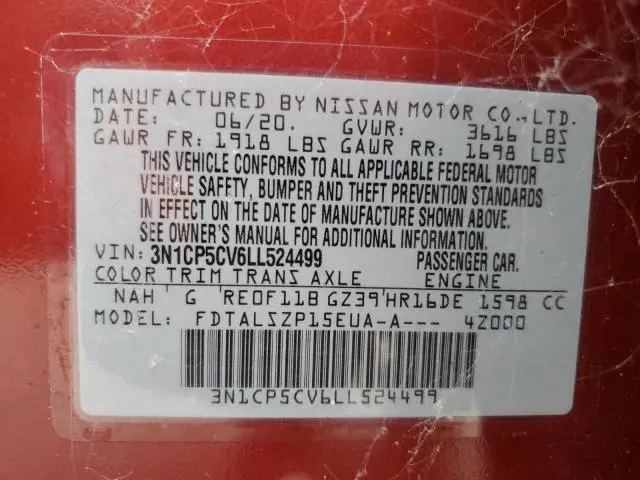 MANUFACTURED BY NISSAN MOTOR CO.,LTD.
DATE: 06/20. GVWR: 3616 LBS
GAWR FR: 1918 LBS GAWR RR: 1698 LBS
THIS VEHICLE CONFORMS TO ALL APPLICABLE FEDERAL MOTOR
VEHICLE SAFETY, BUMPER AND THEFT PREVENTION STANDARDS
IN EFFECT ON THE DATE OF MANUFACTURE SHOWN ABOVE.
SEE OWNER'S MANUAL FOR ADDITIONAL INFORMATION.
VIN: 3N1CP5CV6LL524499 PASSENGER CAR.
COLOR TRIM TRANS AXLE ENGINE
NAH G RE0F11B GZ39 HR16DE 1598 CC
MODEL: FDTALSZP15EUA-A--- 4Z000
3N1CP5CV6LL524499